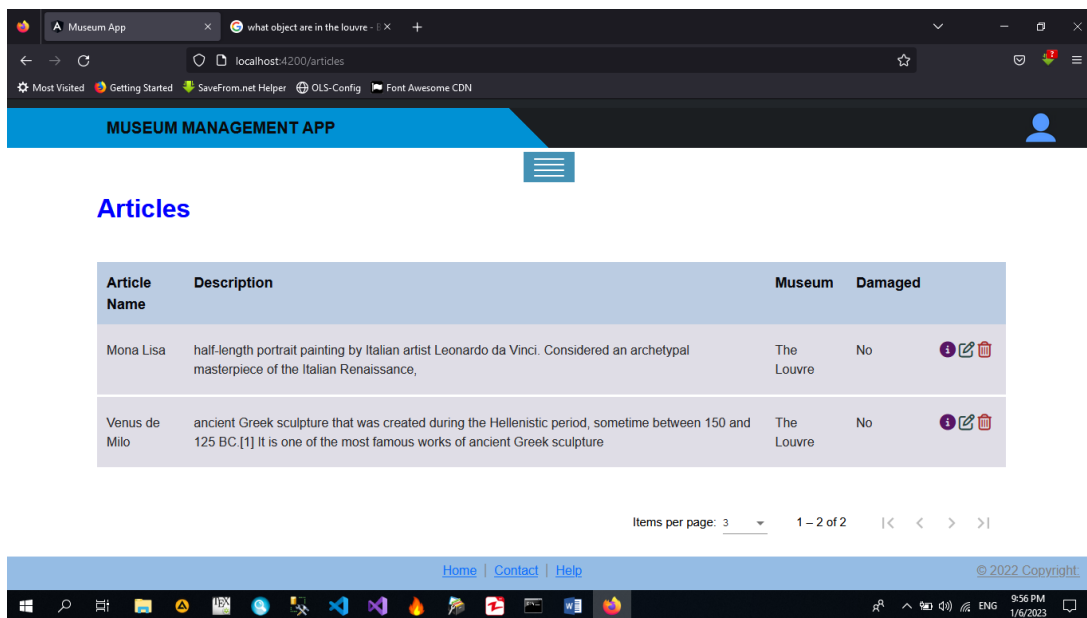 Museum App
what object are in the louvre -
localhost:4200/articles
Most Visited Getting Started SaveFrom.net Helper OLS-Config Font Awesome CDN
MUSEUM MANAGEMENT APP
Articles
Article Name Description Museum Damaged
Mona Lisa half-length portrait painting by Italian artist Leonardo da Vinci. Considered an archetypal
masterpiece of the Italian Renaissance,
The
Louvre
No
Venus de
Milo
ancient Greek sculpture that was created during the Hellenistic period, sometime between 150 and
125 BC.[1] It is one of the most famous works of ancient Greek sculpture
The
Louvre
No
Items per page: 3 1 – 2 of 2
Home | Contact | Help © 2022 Copyright:
ENG 9:56 PM
1/6/2023